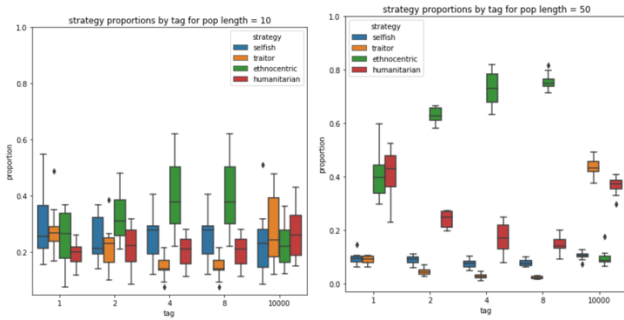 strategy proportions by tag for pop length = 10
1.0
0.8
0.6
0.4
0.2
proportion
strategy
selfish
traitor
ethnocentric
humanitarian
1 2 4 8 10000
tag
strategy proportions by tag for pop length = 50
1.0
0.8
0.6
0.4
0.2
0.0
proportion
strategy
selfish
traitor
ethnocentric
humanitarian
1 2 4 8 10000
tag